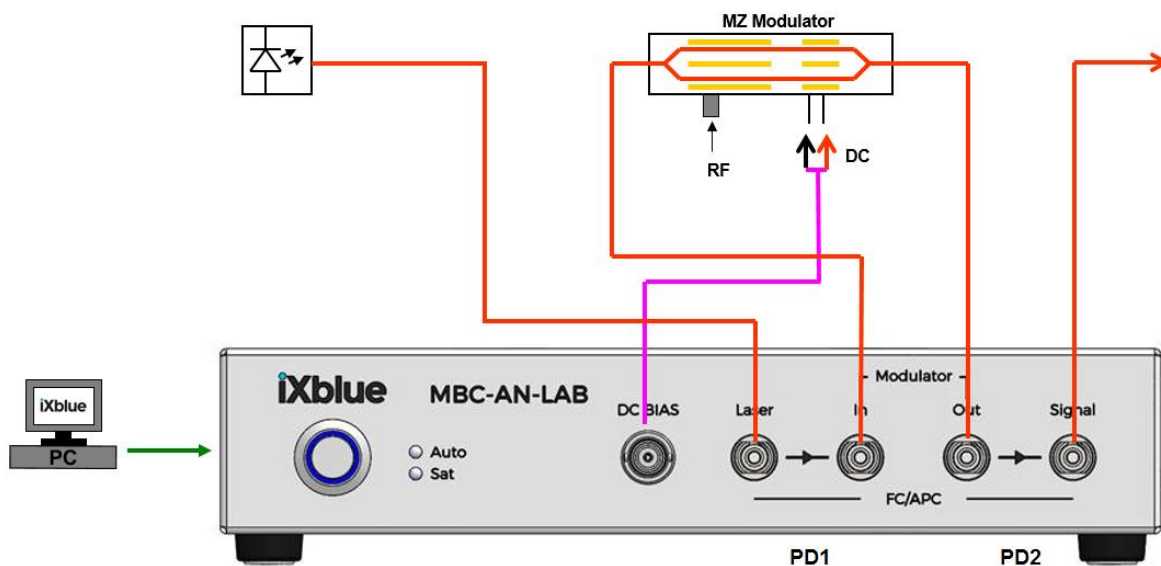 MZ Modulator
RF
DC
iXblue
MBC-AN-LAB
Auto
Sat
DC BIAS
Laser
Modulator
In
Out
Signal
FC/APC
iXblue
PC
PD1
PD2